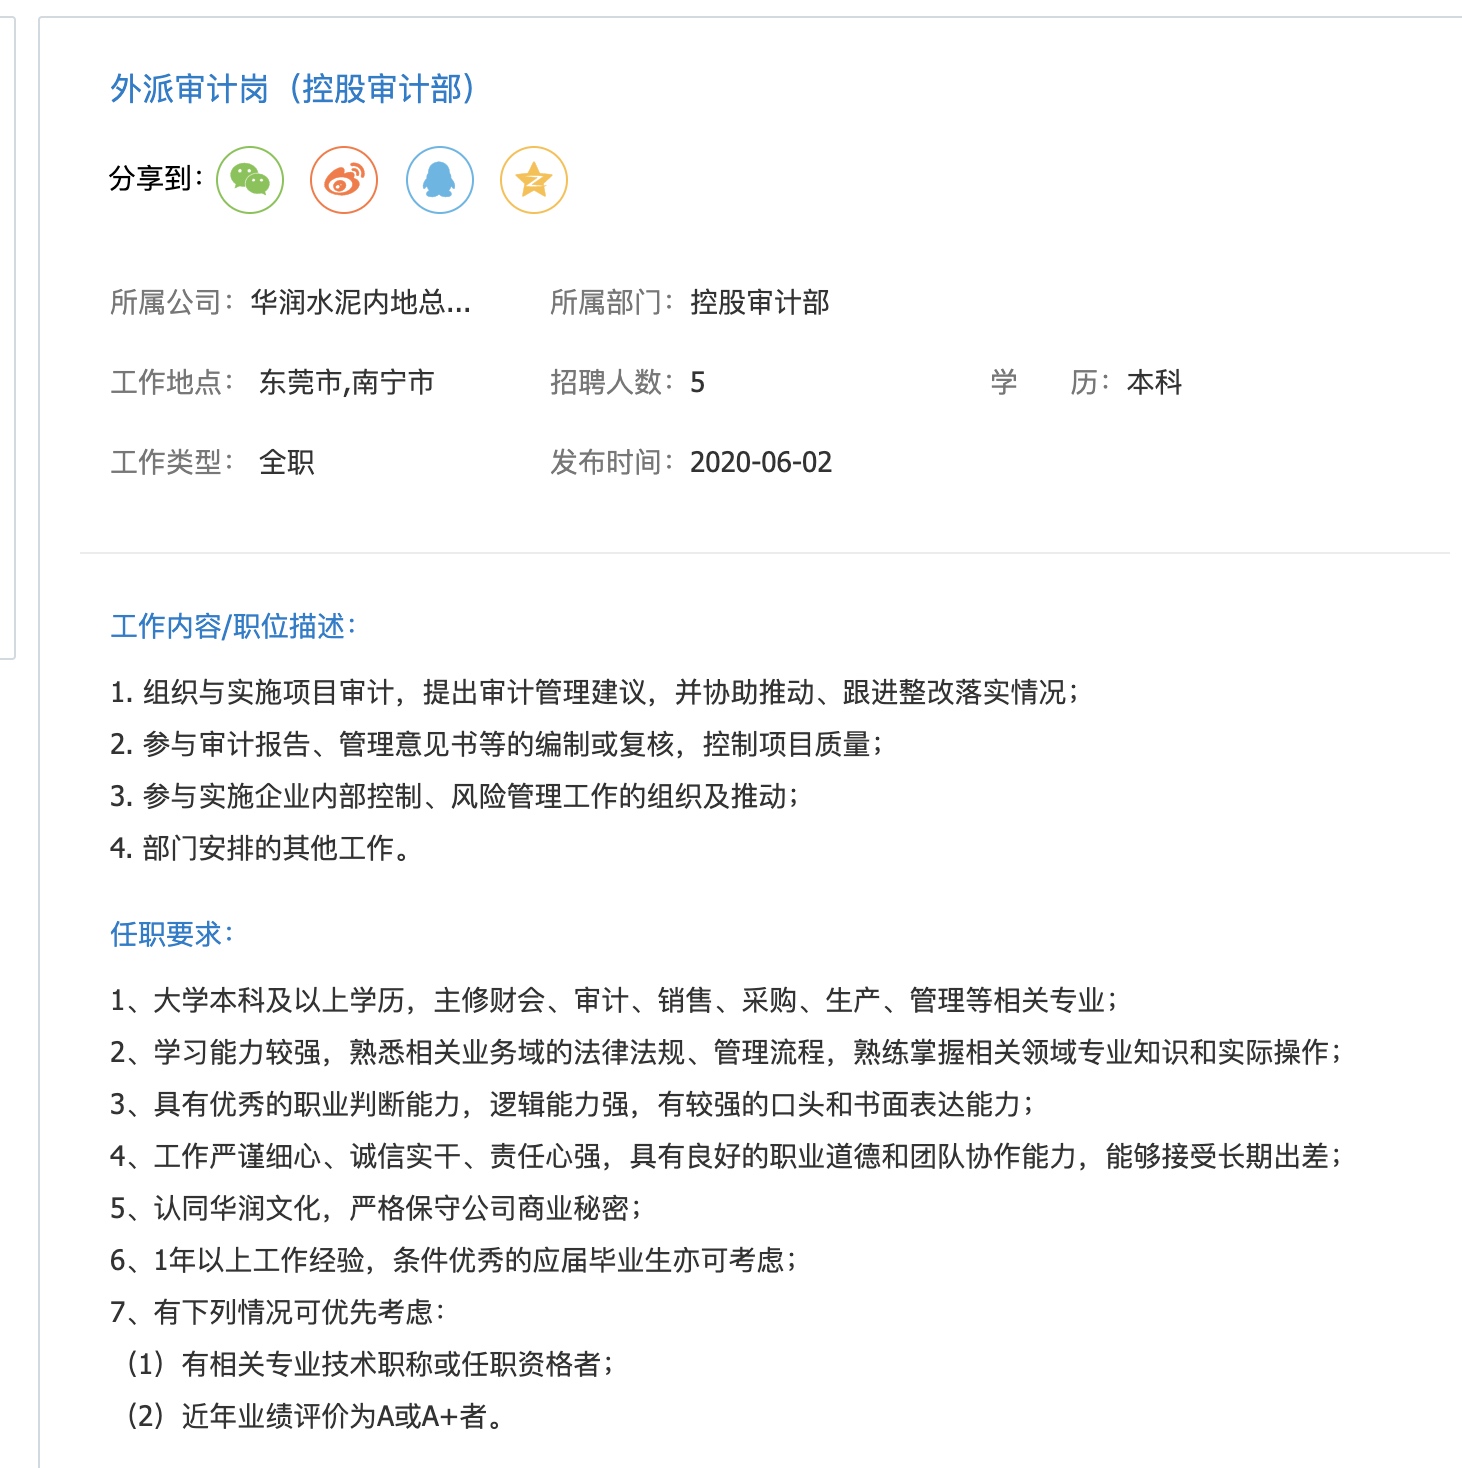 外派审计岗（控股审计部）
分享到：
所属公司：华润水泥内地总... 所属部门：控股审计部
工作地点： 东莞市,南宁市 招聘人数：5 学 历：本科
工作类型： 全职 发布时间：2020-06-02
工作内容/职位描述：
1. 组织与实施项目审计，提出审计管理建议，并协助推动、跟进整改落实情况；
2. 参与审计报告、管理意见书等的编制或复核，控制项目质量；
3. 参与实施企业内部控制、风险管理工作的组织及推动；
4. 部门安排的其他工作。
任职要求：
1、大学本科及以上学历，主修财会、审计、销售、采购、生产、管理等相关专业；
2、学习能力较强，熟悉相关业务域的法律法规、管理流程，熟练掌握相关领域专业知识和实际操作；
3、具有优秀的职业判断能力，逻辑能力强，有较强的口头和书面表达能力；
4、工作严谨细心、诚信实干、责任心强，具有良好的职业道德和团队协作能力，能够接受长期出差；
5、认同华润文化，严格保守公司商业秘密；
6、1年以上工作经验，条件优秀的应届毕业生亦可考虑；
7、有下列情况可优先考虑：
（1）有相关专业技术职称或任职资格者；
（2）近年业绩评价为A或A+者。